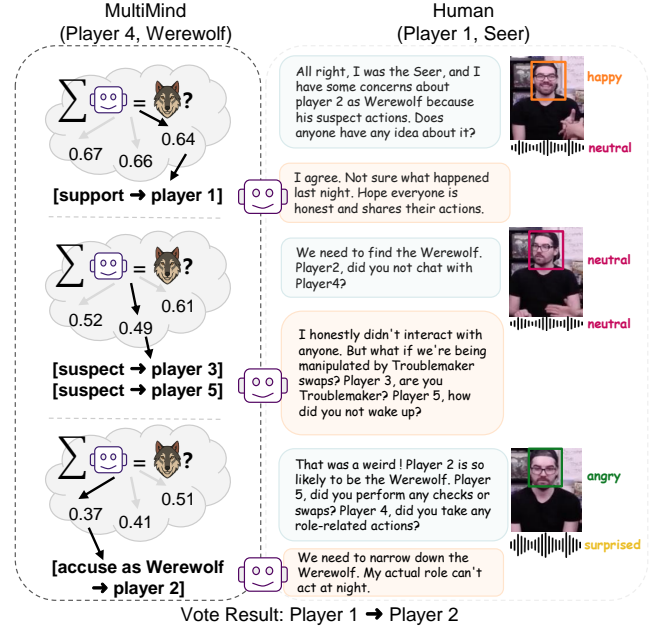 MultiMind
(Player 4, Werewolf)
Human
(Player 1, Seer)
∑ = ?
0.67
0.66
0.64
[support → player 1]
All right, I was the Seer, and I
have some concerns about
player 2 as Werewolf because
his suspect actions. Does
anyone have any idea about it?
happy
neutral
I agree. Not sure what happened
last night. Hope everyone is
honest and shares their actions.
∑ = ?
0.52
0.49
0.61
[suspect → player 3]
[suspect → player 5]
We need to find the Werewolf.
Player2, did you not chat with
Player4?
neutral
neutral
I honestly didn't interact with
anyone. But what if we're being
manipulated by Troublemaker
swaps? Player 3, are you
Troublemaker? Player 5, how
did you not wake up?
∑ = ?
0.37
0.41
0.51
[accuse as Werewolf
→ player 2]
That was a weird ! Player 2 is so
likely to be the Werewolf. Player
5, did you perform any checks or
swaps? Player 4, did you take any
role-related actions?
angry
surprised
We need to narrow down the
Werewolf. My actual role can't
act at night.
Vote Result: Player 1 → Player 2